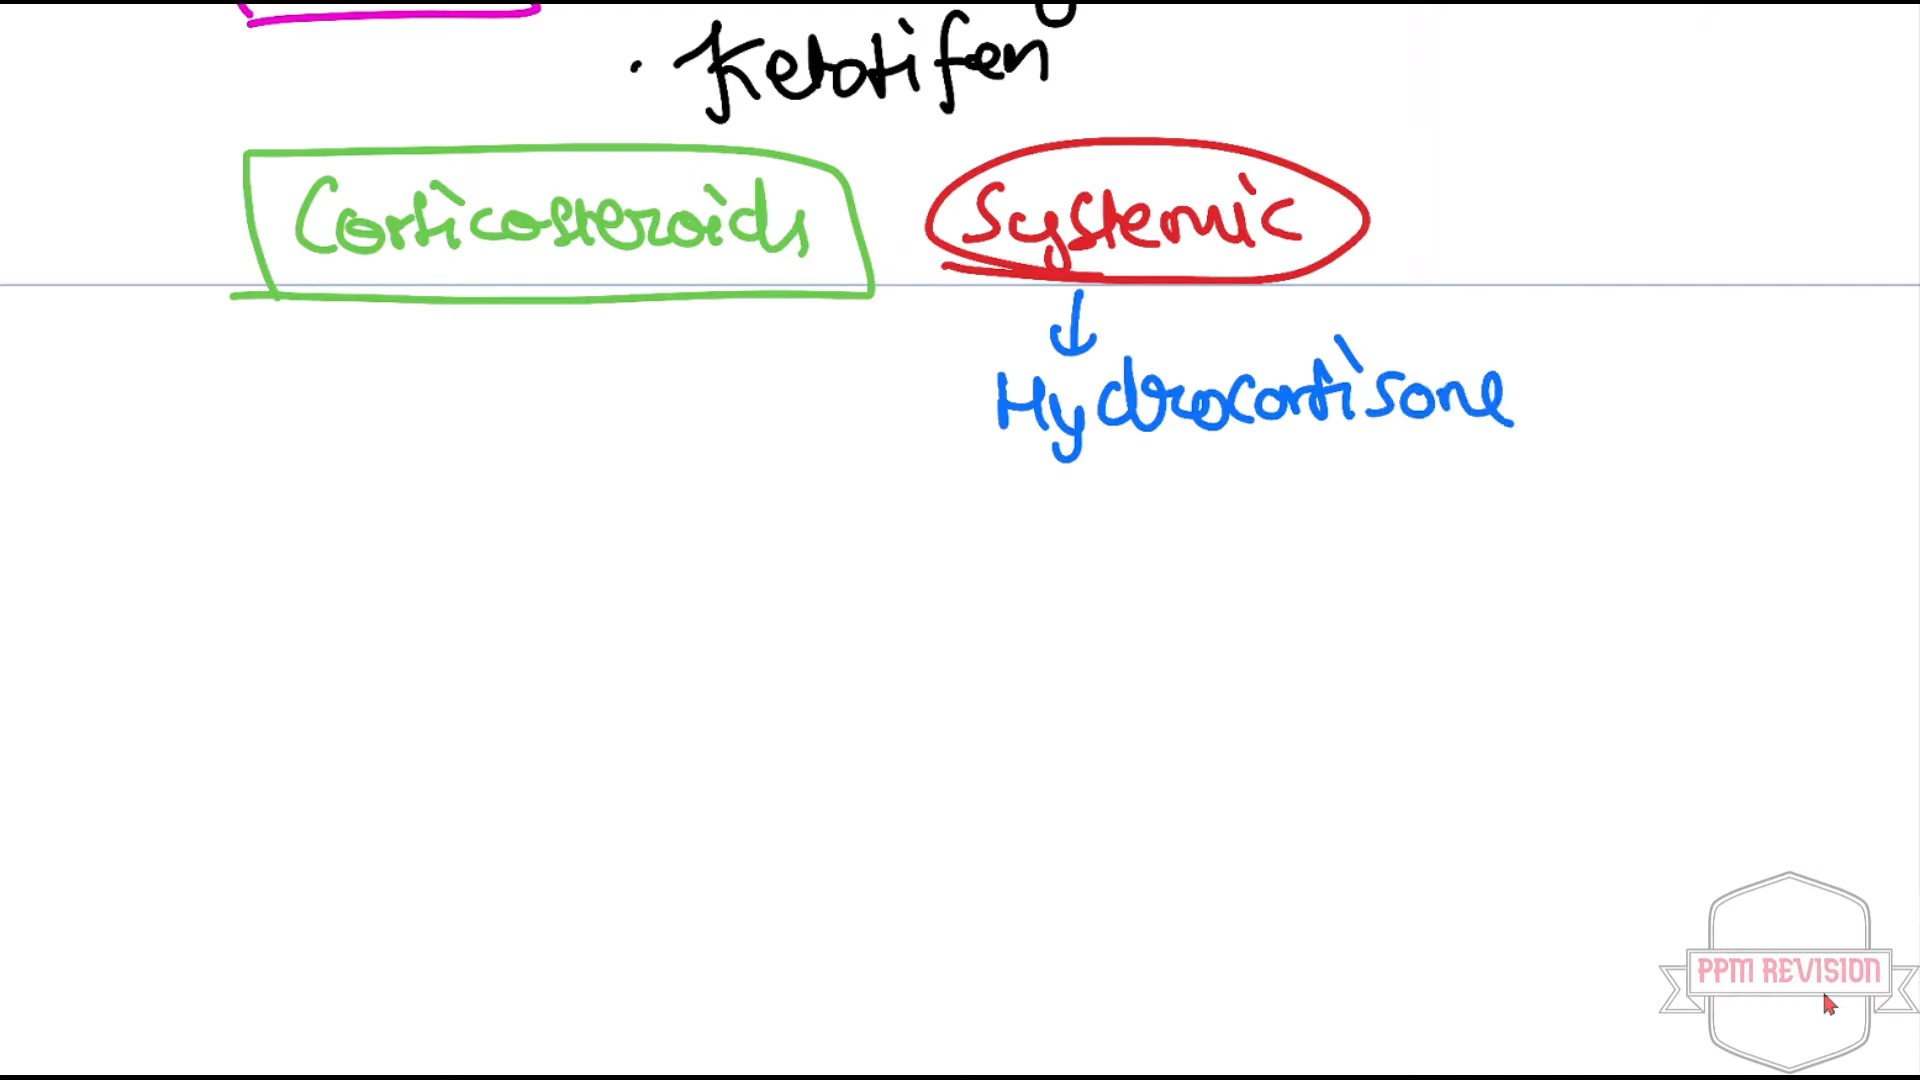 · Ketotifen
Corticosteroids Systemic
↓
Hydrocortisone
PPM REVISION